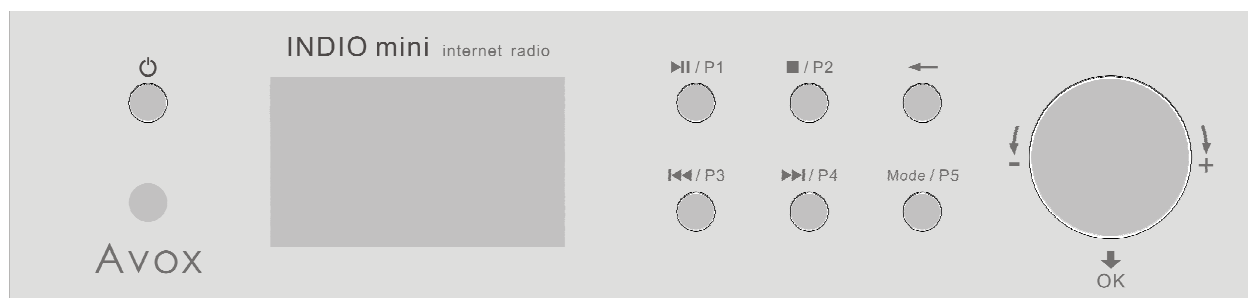 INDIO mini internet radio
/ P1
/ P2
/ P3
/ P4
Mode / P5
-
+
OK
AVOX